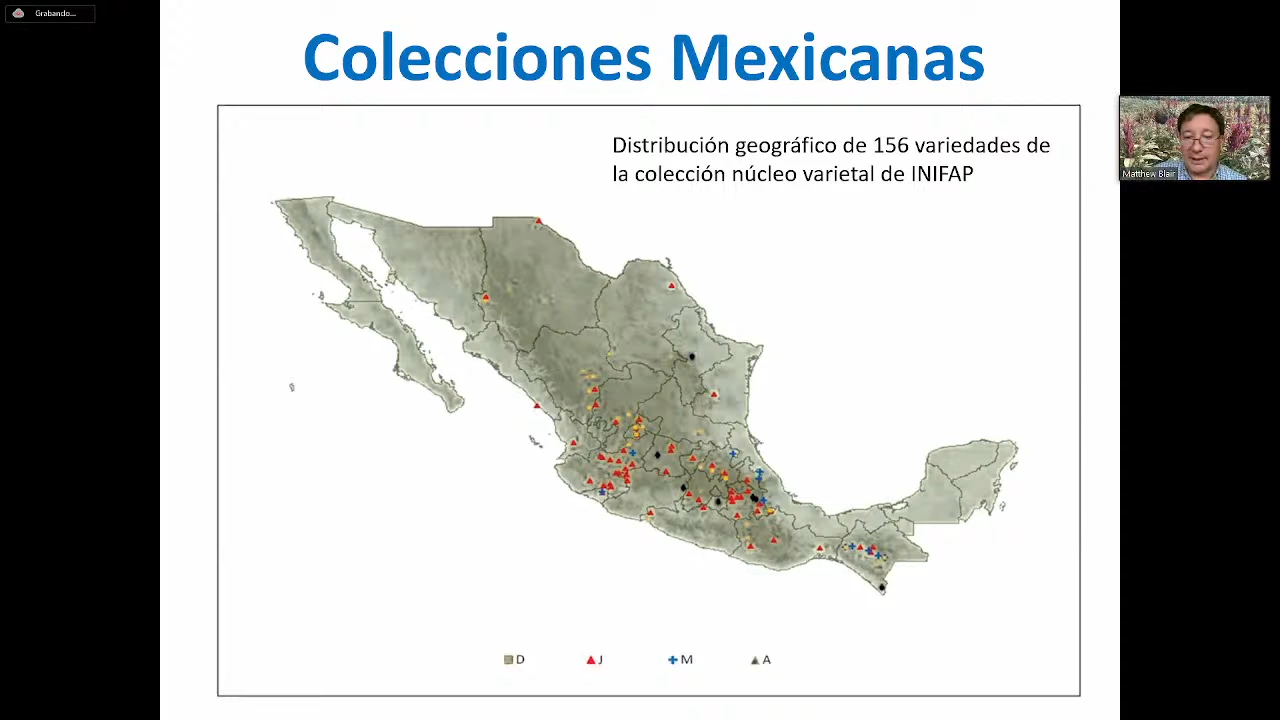 Grabando...
Colecciones Mexicanas
Distribución geográfico de 156 variedades de
la colección núcleo varietal de INIFAP
Matthew Blair
D J M A